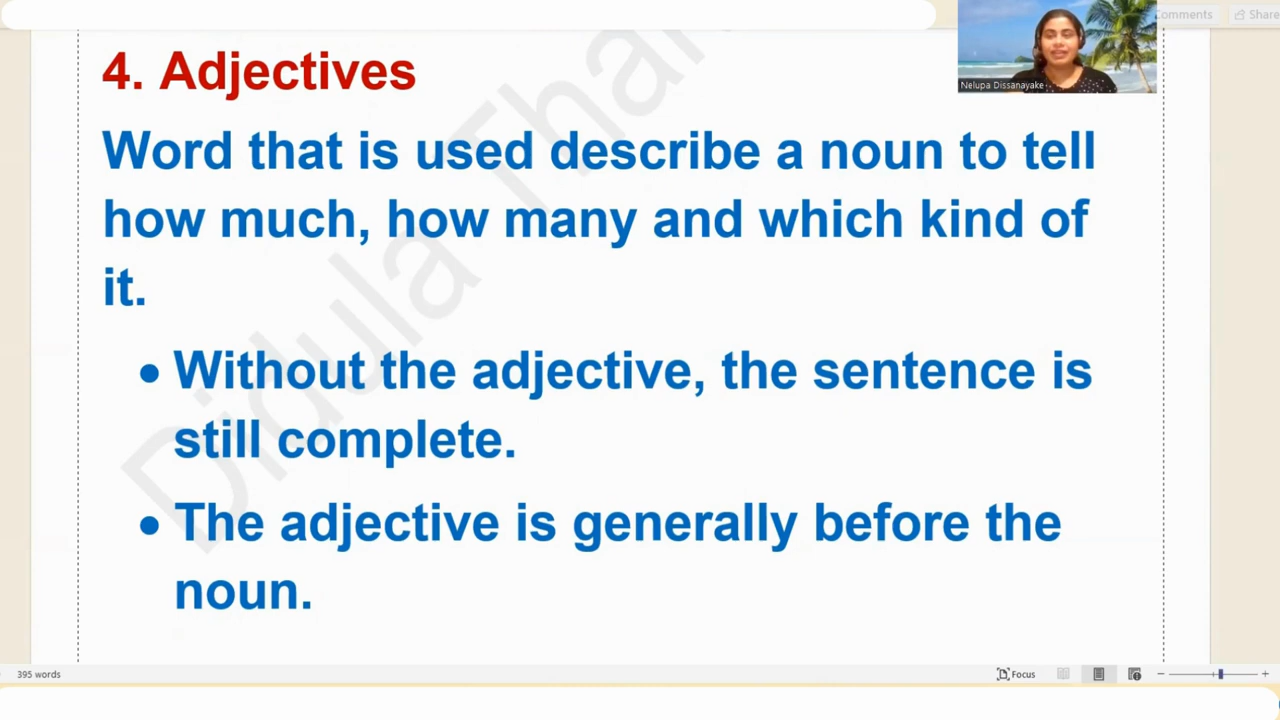 Comments
Share
Nelupa Dissanayake
4. Adjectives
Word that is used describe a noun to tell
how much, how many and which kind of
it.
• Without the adjective, the sentence is
still complete.
• The adjective is generally before the
noun.
Didula
395 words
Focus